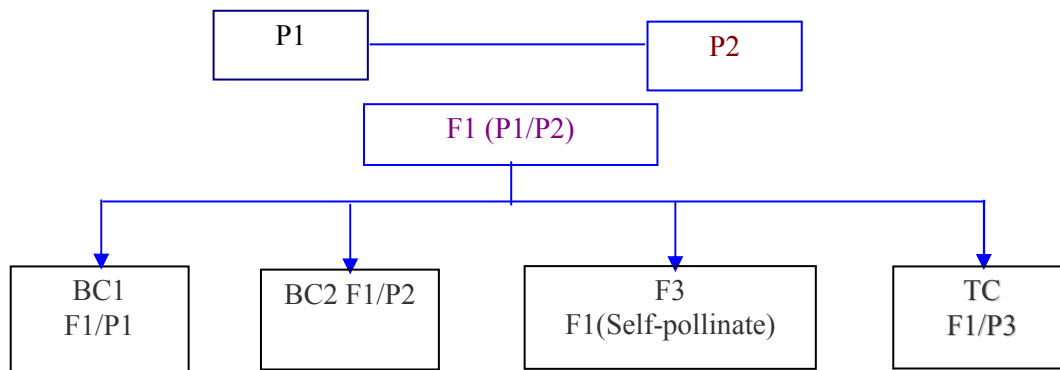 P1
P2
F1 (P1/P2)
BC1
F1/P1
BC2 F1/P2
F3
F1(Self-pollinate)
TC
F1/P3